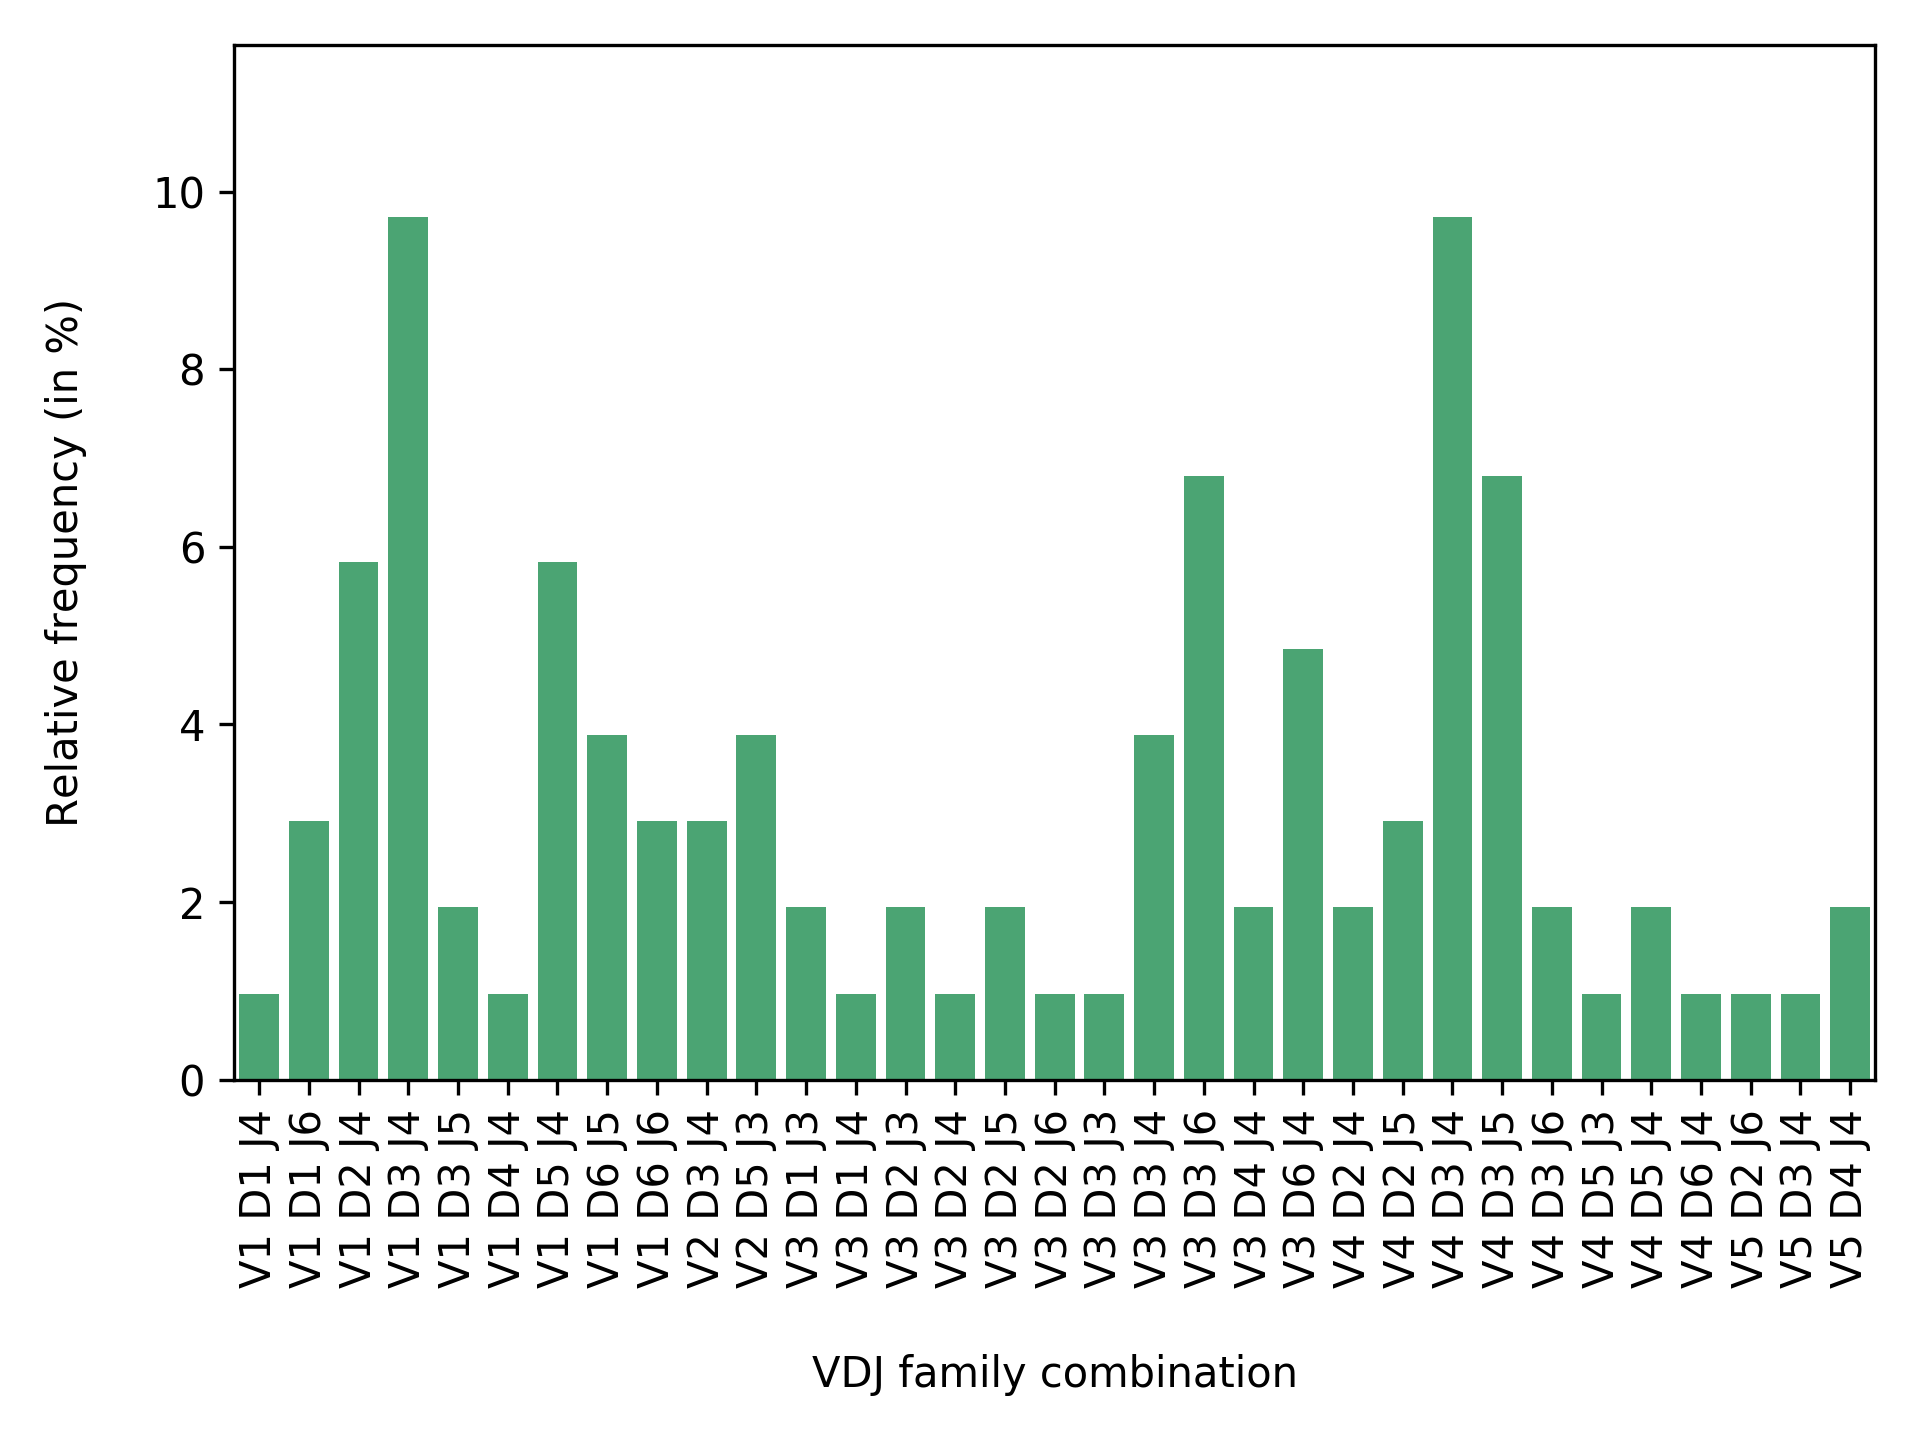 Relative frequency (in %)
10
8
6
4
2
0
V1 D1 J4
V1 D1 J6
V1 D2 J4
V1 D3 J4
V1 D3 J5
V1 D4 J4
V1 D5 J4
V1 D6 J5
V1 D6 J6
V2 D3 J4
V2 D5 J3
V3 D1 J3
V3 D1 J4
V3 D2 J3
V3 D2 J4
V3 D2 J5
V3 D2 J6
V3 D3 J3
V3 D3 J4
V3 D3 J6
V3 D4 J4
V3 D6 J4
V4 D2 J4
V4 D2 J5
V4 D3 J4
V4 D3 J5
V4 D3 J6
V4 D5 J3
V4 D5 J4
V4 D6 J4
V5 D2 J6
V5 D3 J4
V5 D4 J4
VDJ family combination